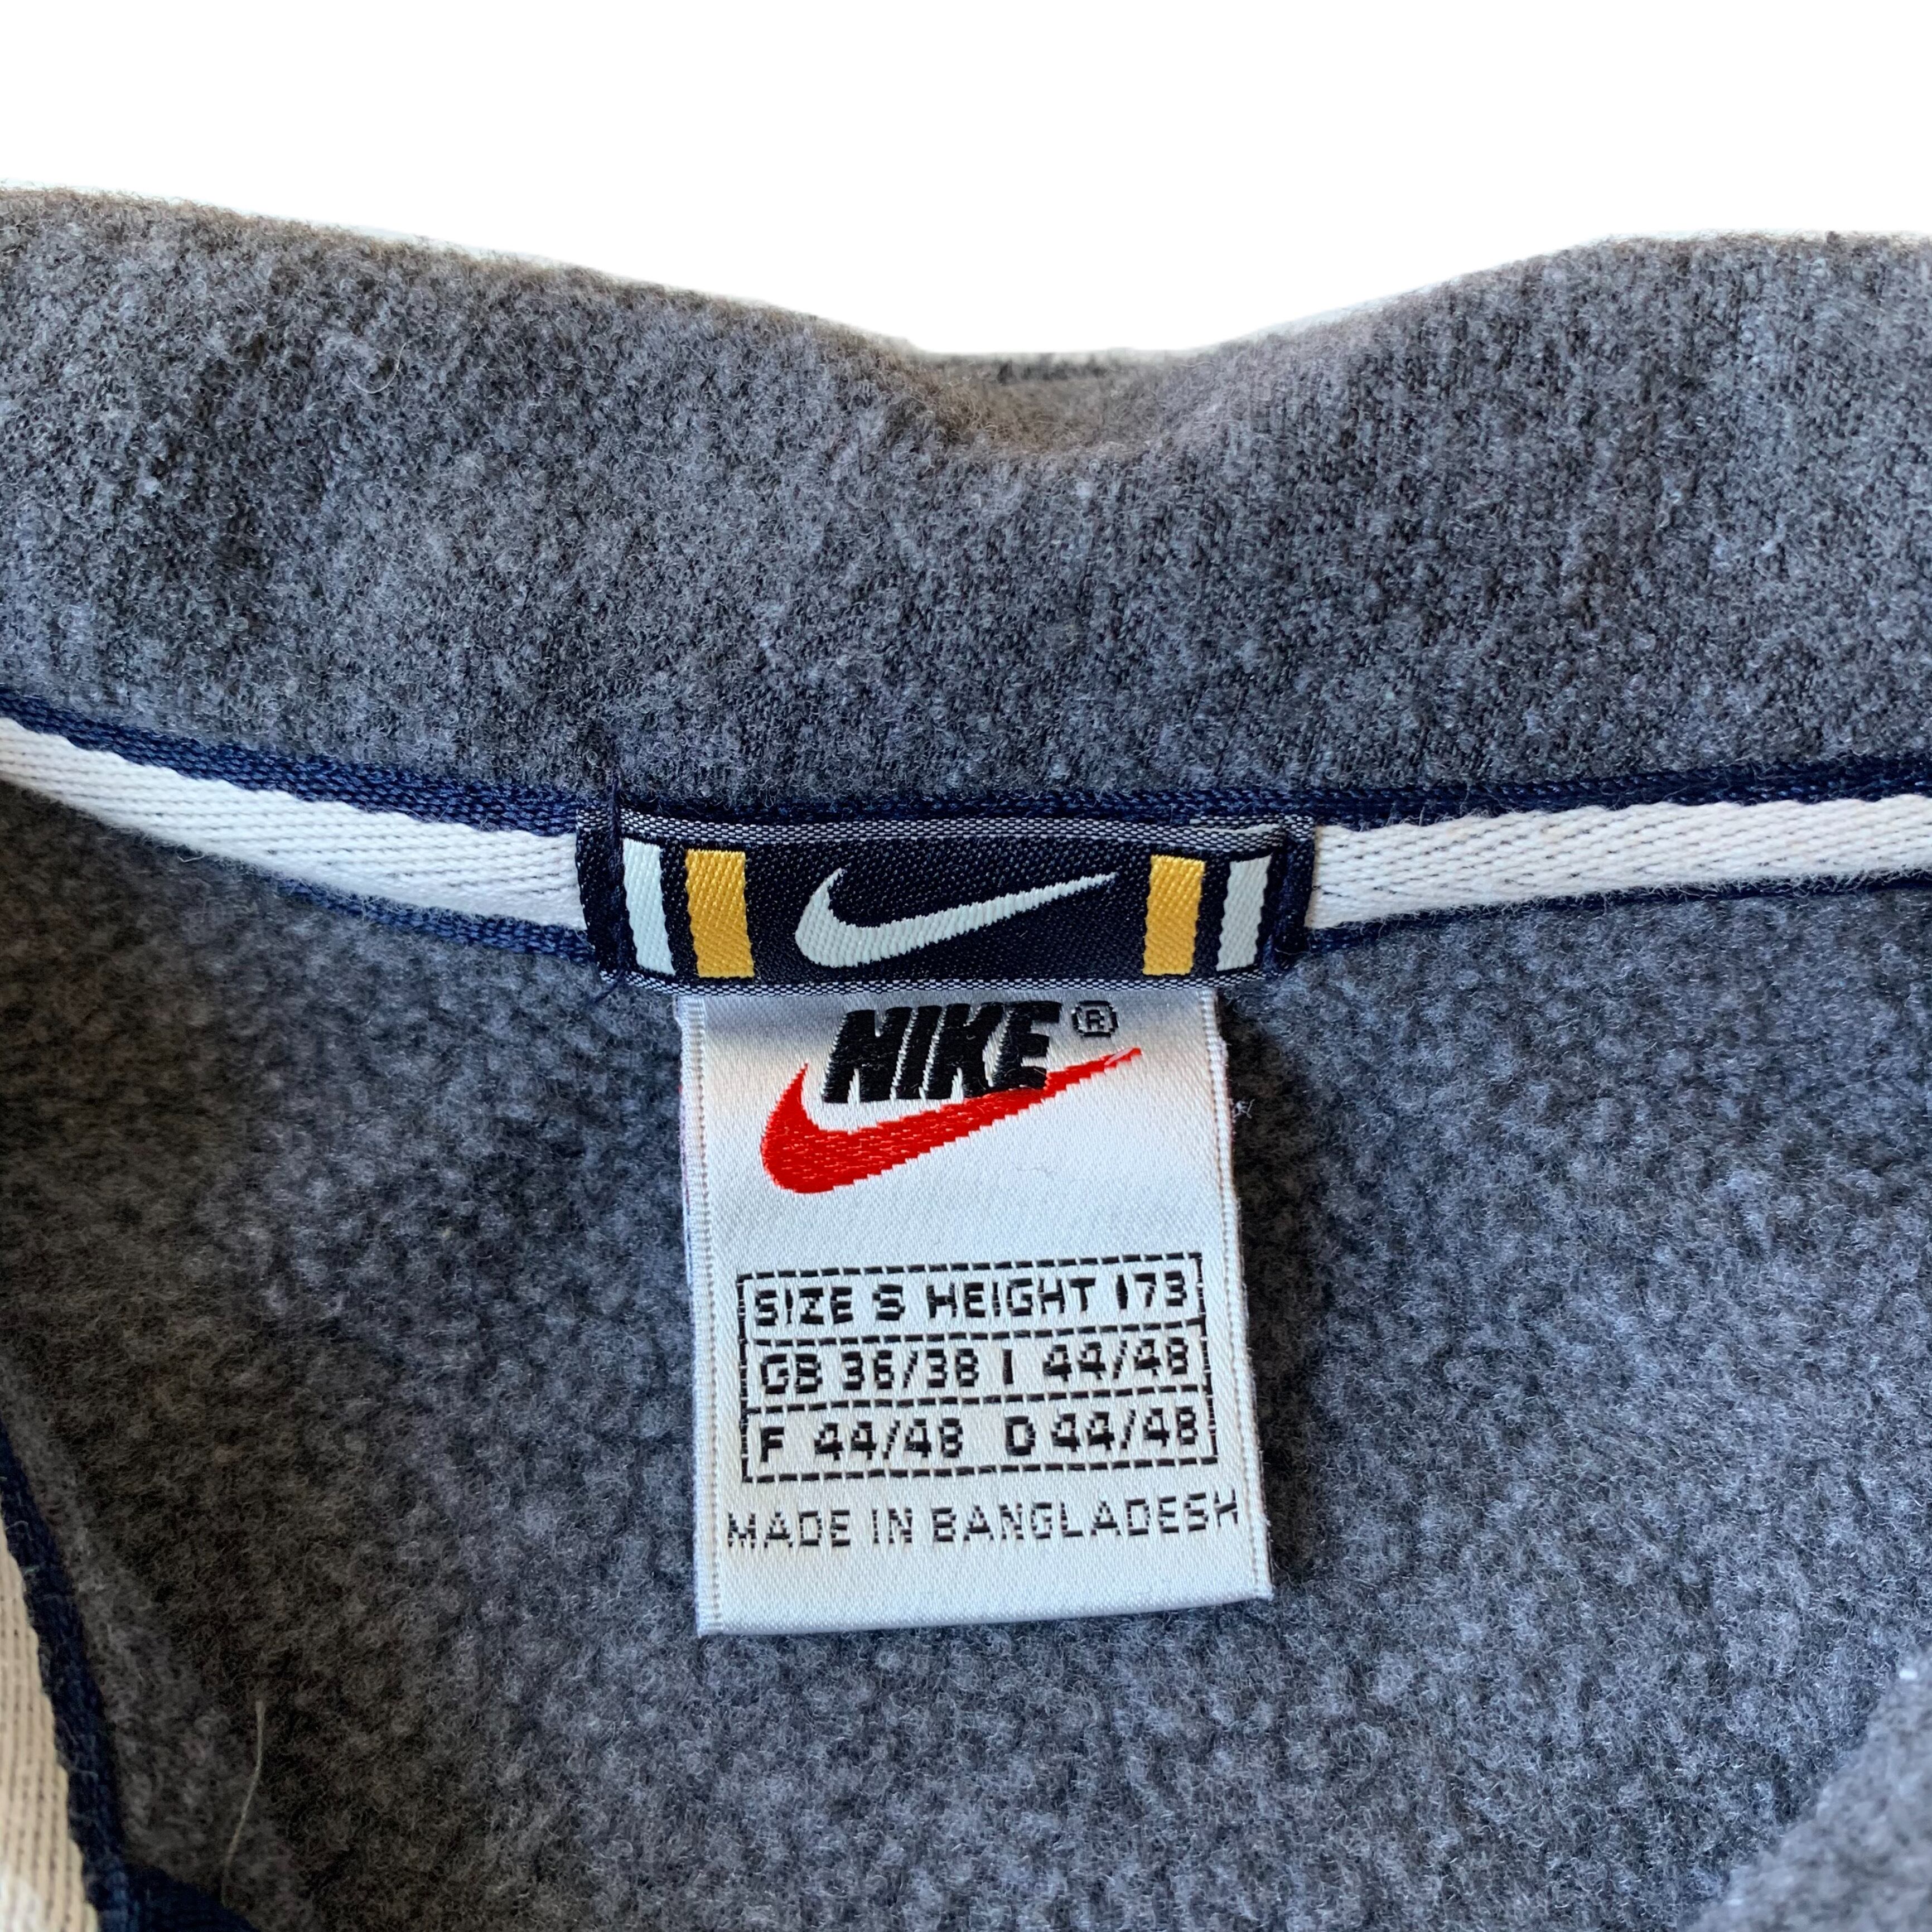 NIKE ®
SIZE S HEIGHT 173
GB 36/38 I 44/48
F 44/48 D 44/48
MADE IN BANGLADESH